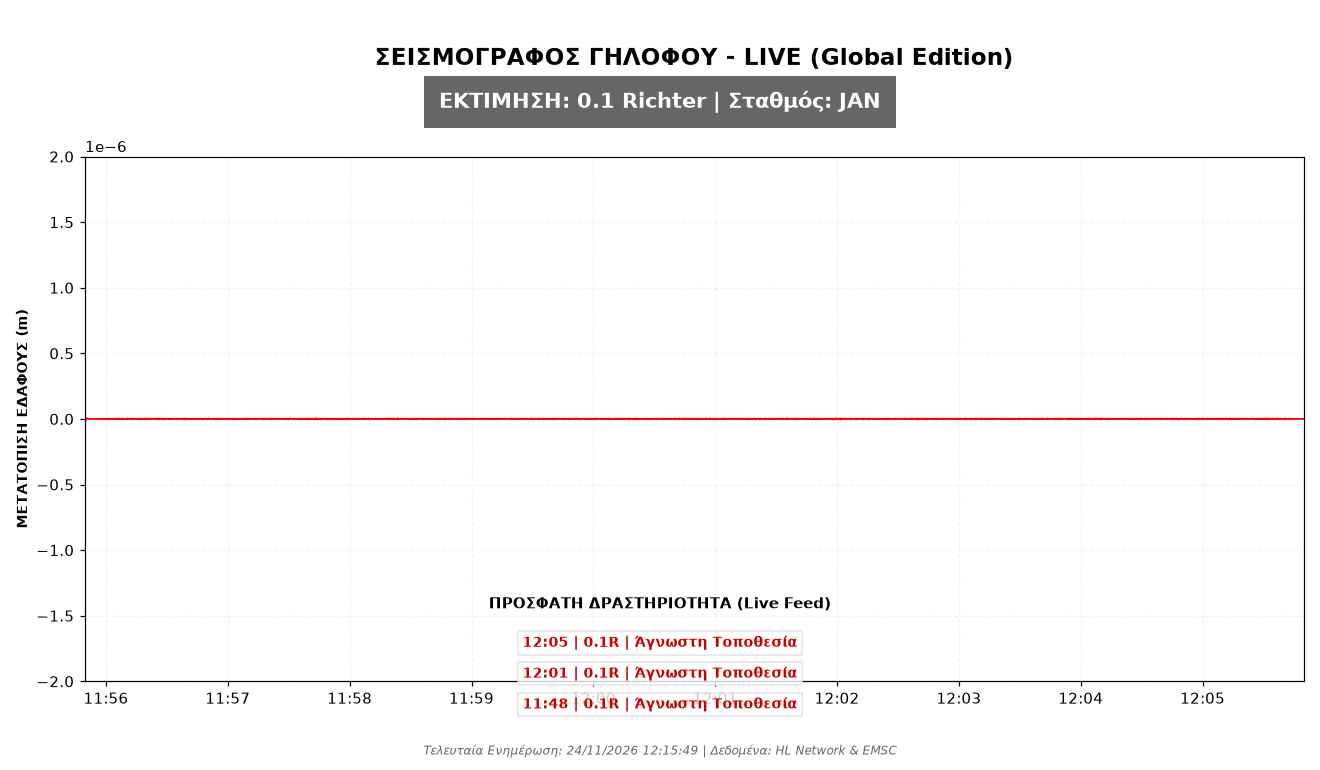 ΣΕΙΣΜΟΓΡΑΦΟΣ ΓΗΛΟΦΟΥ - LIVE (Global Edition)
ΕΚΤΙΜΗΣΗ: 0.1 Richter | Σταθμός: JAN
1e−6
2.0
1.5
1.0
0.5
0.0
−0.5
−1.0
−1.5
−2.0
ΜΕΤΑΤΟΠΙΣΗ ΕΔΑΦΟΥΣ (m)
ΠΡΟΣΦΑΤΗ ΔΡΑΣΤΗΡΙΟΤΗΤΑ (Live Feed)
12:05 | 0.1R | Άγνωστη Τοποθεσία
12:01 | 0.1R | Άγνωστη Τοποθεσία
11:48 | 0.1R | Άγνωστη Τοποθεσία
11:56 11:57 11:58 11:59 12:00 12:01 12:02 12:03 12:04 12:05
Τελευταία Ενημέρωση: 24/11/2026 12:15:49 | Δεδομένα: HL Network & EMSC